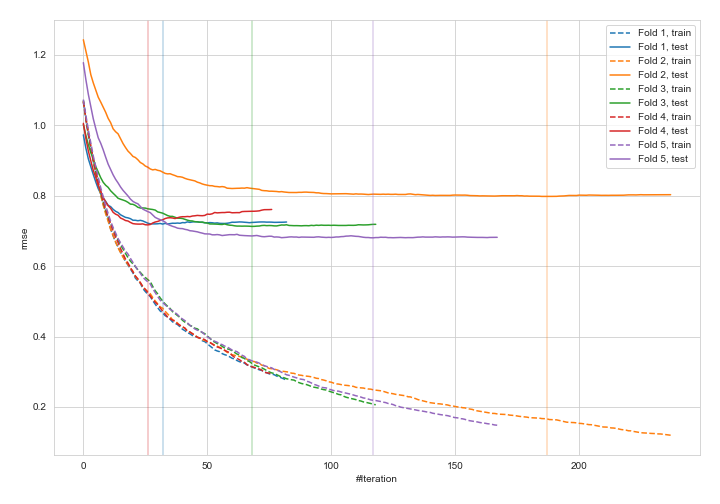 1.2
1.0
0.8
0.6
0.4
0.2
rmse
0
50
100
150
200
#Iteration
Fold 1, train
Fold 1, test
Fold 2, train
Fold 2, test
Fold 3, train
Fold 3, test
Fold 4, train
Fold 4, test
Fold 5, train
Fold 5, test